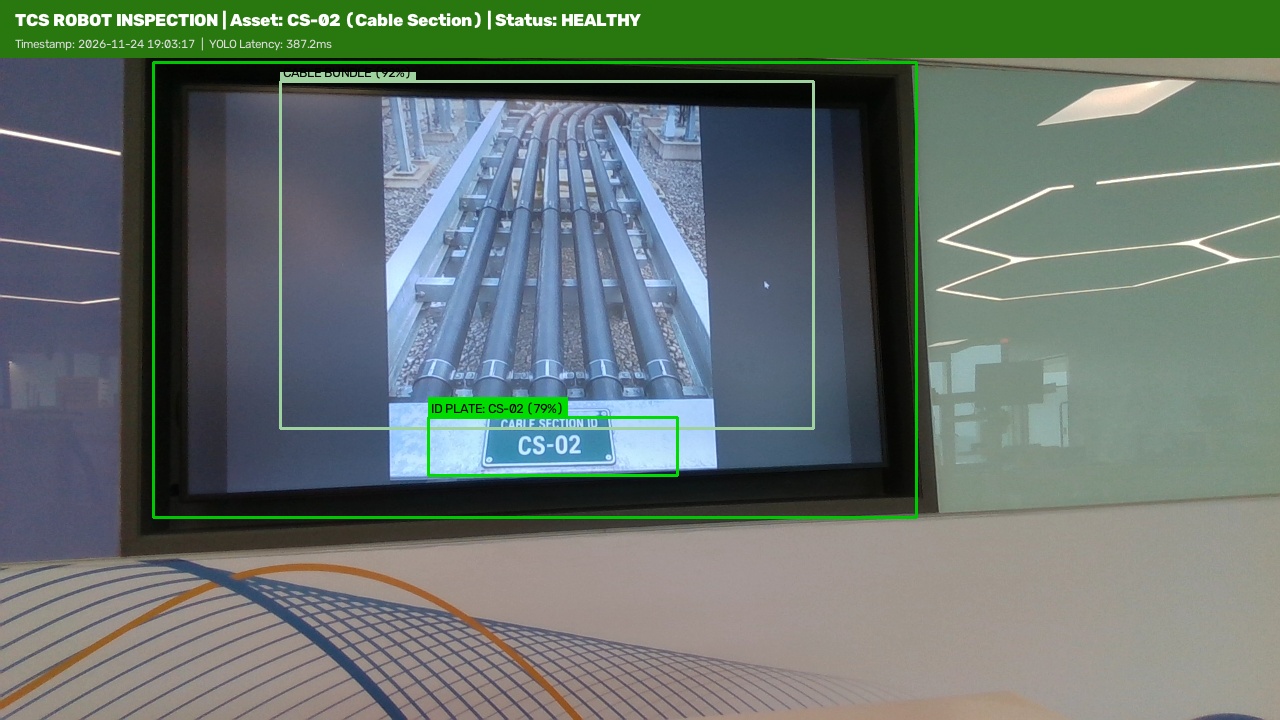 TCS ROBOT INSPECTION | Asset: CS-02 (Cable Section) | Status: HEALTHY
Timestamp: 2026-11-24 19:03:17 | YOLO Latency: 387.2ms
CABLE BUNDLE (92%)
ID PLATE: CS-02 (79%)
CABLE SECTION ID
CS-02